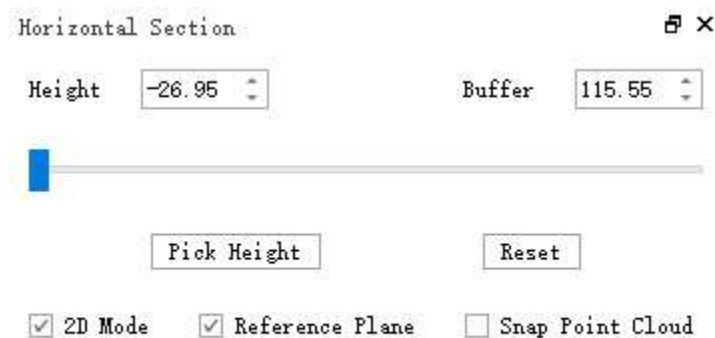 Horizontal Section
Height -26.95 Buffer 115.55
Pick Height Reset
2D Mode Reference Plane Snap Point Cloud